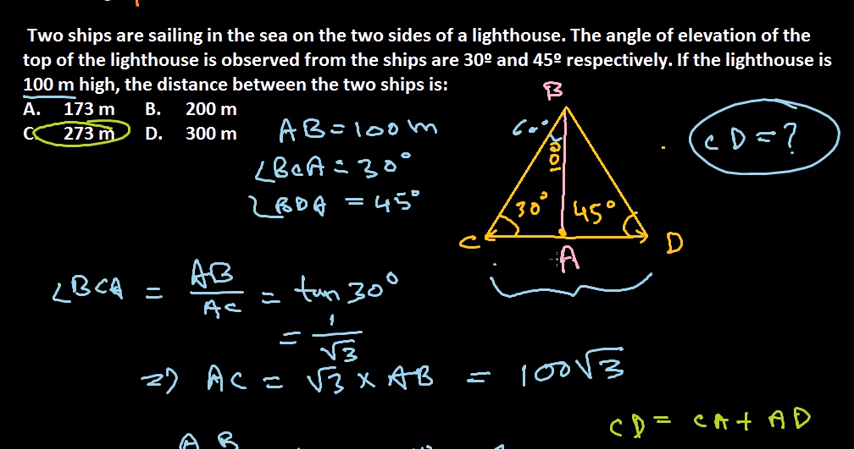 Two ships are sailing in the sea on the two sides of a lighthouse. The angle of elevation of the
top of the lighthouse is observed from the ships are 30º and 45º respectively. If the lighthouse is
100 m high, the distance between the two ships is:
A. 173 m B. 200 m
C. 273 m D. 300 m
AB = 100 m
∠BCA = 30°
∠BDA = 45°
B
60°
100
30° 45°
C
A
D
CD = ?
∠BCA = AB/AC = tan 30°
= 1/√3
=> AC = √3 × AB = 100√3
CD = CA + AD
AB